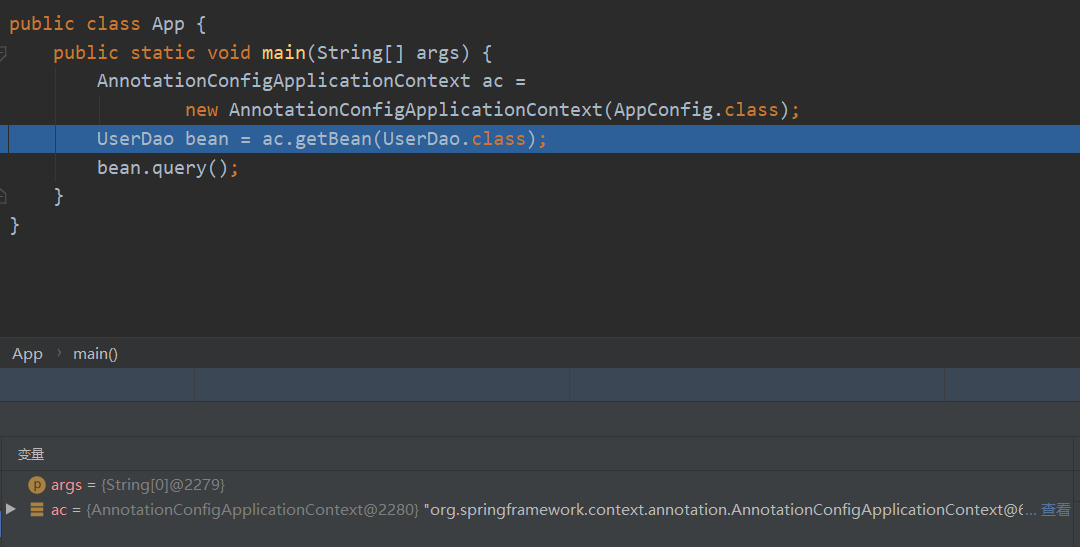 public class App {
public static void main(String[] args) {
AnnotationConfigApplicationContext ac =
new AnnotationConfigApplicationContext(AppConfig.class);
UserDao bean = ac.getBean(UserDao.class);
bean.query();
}
}
App › main()
变量
p args = {String[0]@2279}
ac = {AnnotationConfigApplicationContext@2280} "org.springframework.context.annotation.AnnotationConfigApplicationContext@6... 查看